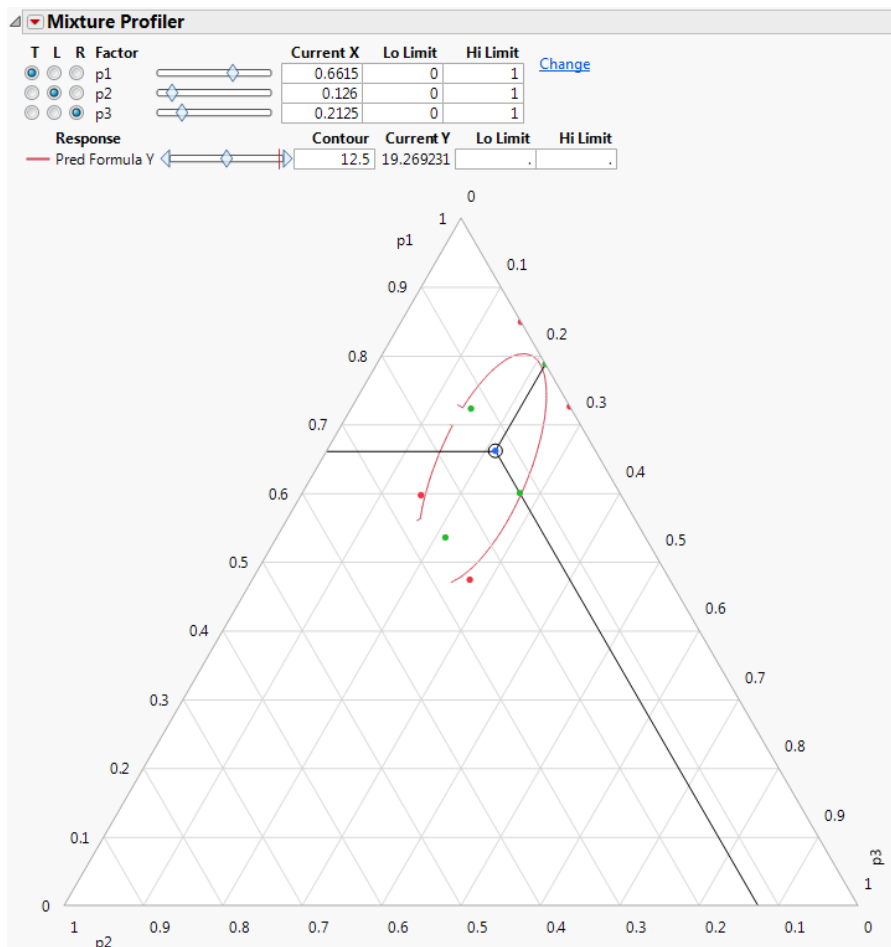 Mixture Profiler
T L R Factor Current X Lo Limit Hi Limit
p1 0.6615 0 1 Change
p2 0.126 0 1
p3 0.2125 0 1
Response Contour Current Y Lo Limit Hi Limit
Pred Formula Y 12.5 19.269231 . .
0
1
p1
0.1
0.9
0.2
0.8
0.3
0.7
0.4
0.6
0.5
0.5
0.6
0.4
0.7
0.3
0.8
0.2
0.9
0.1
p3
1
0
1 0.9 0.8 0.7 0.6 0.5 0.4 0.3 0.2 0.1 0
p2